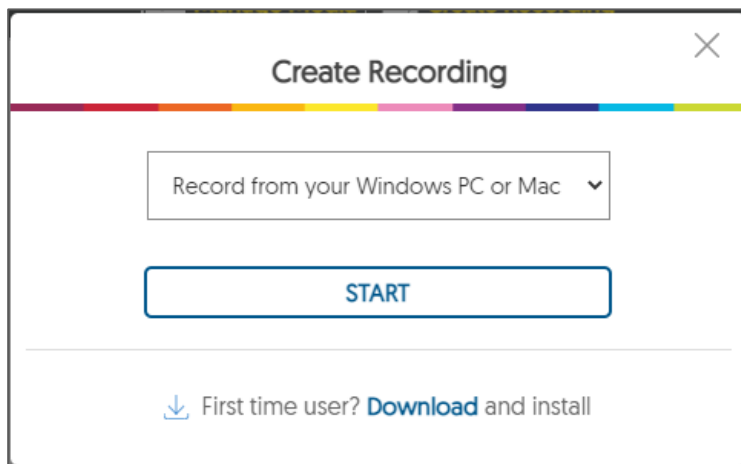 Create Recording
Record from your Windows PC or Mac
START
First time user? Download and install